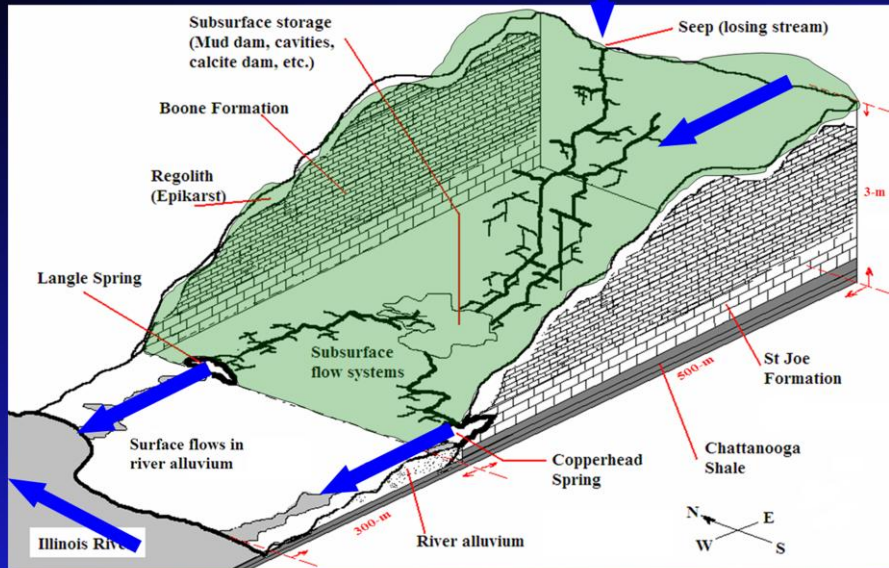 Subsurface storage
(Mud dam, cavities,
calcite dam, etc.)
Seep (losing stream)
Boone Formation
Regolith
(Epikarst)
3-m
Langle Spring
Subsurface
flow systems
St Joe
Formation
500-m
Surface flows in
river alluvium
Copperhead
Spring
Chattanooga
Shale
300-m
River alluvium
Illinois River
N
E
W
S